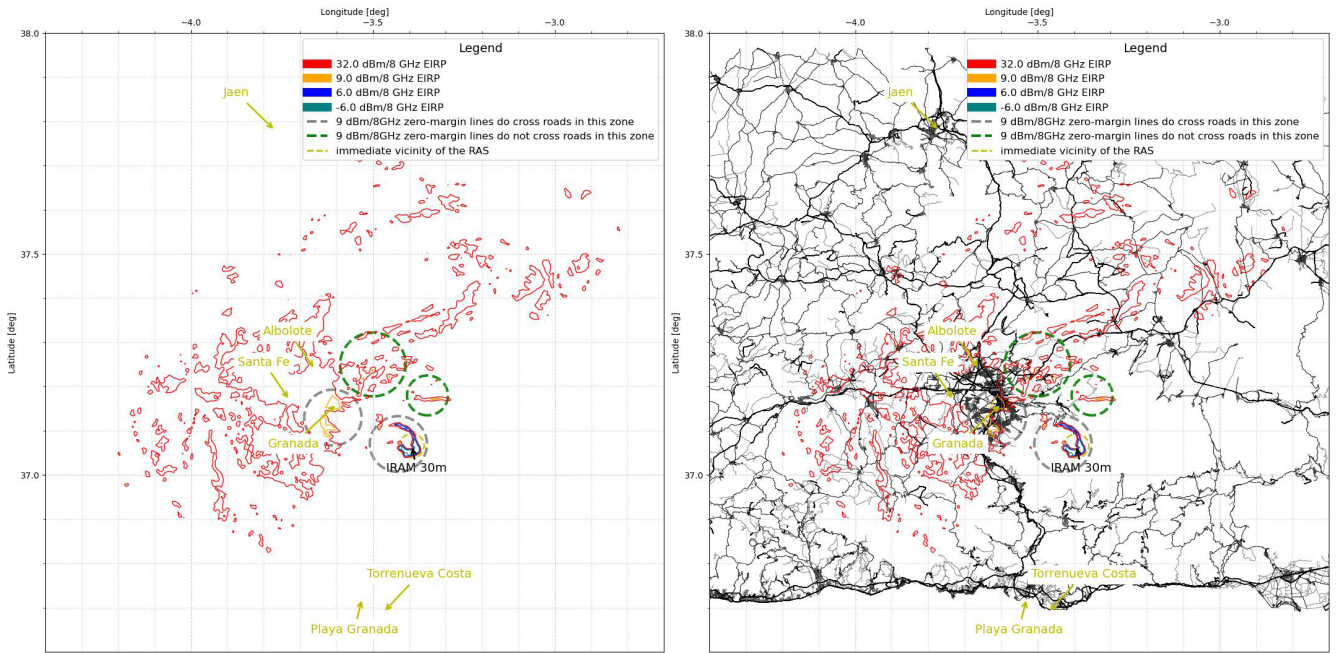 Longitude [deg]
−4.0 −3.5 −3.0
38.0
37.5
37.0
Latitude [deg]
Legend
32.0 dBm/8 GHz EIRP
9.0 dBm/8 GHz EIRP
6.0 dBm/8 GHz EIRP
-6.0 dBm/8 GHz EIRP
9 dBm/8GHz zero-margin lines do cross roads in this zone
9 dBm/8GHz zero-margin lines do not cross roads in this zone
immediate vicinity of the RAS
Jaen
Albolote
Santa Fe
Granada
IRAM 30m
Torrenueva Costa
Playa Granada
Longitude [deg]
−4.0 −3.5 −3.0
38.0
37.5
37.0
Latitude [deg]
Legend
32.0 dBm/8 GHz EIRP
9.0 dBm/8 GHz EIRP
6.0 dBm/8 GHz EIRP
-6.0 dBm/8 GHz EIRP
9 dBm/8GHz zero-margin lines do cross roads in this zone
9 dBm/8GHz zero-margin lines do not cross roads in this zone
immediate vicinity of the RAS
Jaen
Albolote
Santa Fe
Granada
IRAM 30m
Torrenueva Costa
Playa Granada